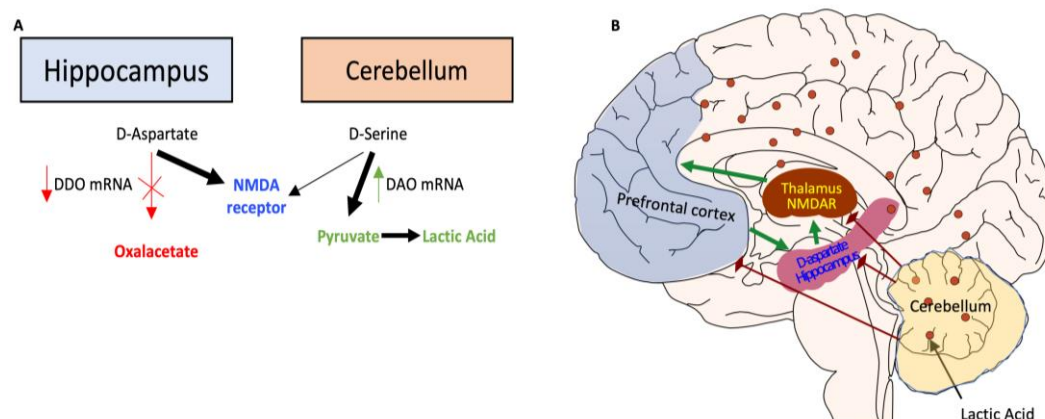 A
Hippocampus
Cerebellum
D-Aspartate
D-Serine
DDO mRNA
NMDA
receptor
DAO mRNA
Oxalacetate
Pyruvate
Lactic Acid
B
Prefrontal cortex
Thalamus
NMDAR
D-aspartate
Hippocampus
Cerebellum
Lactic Acid